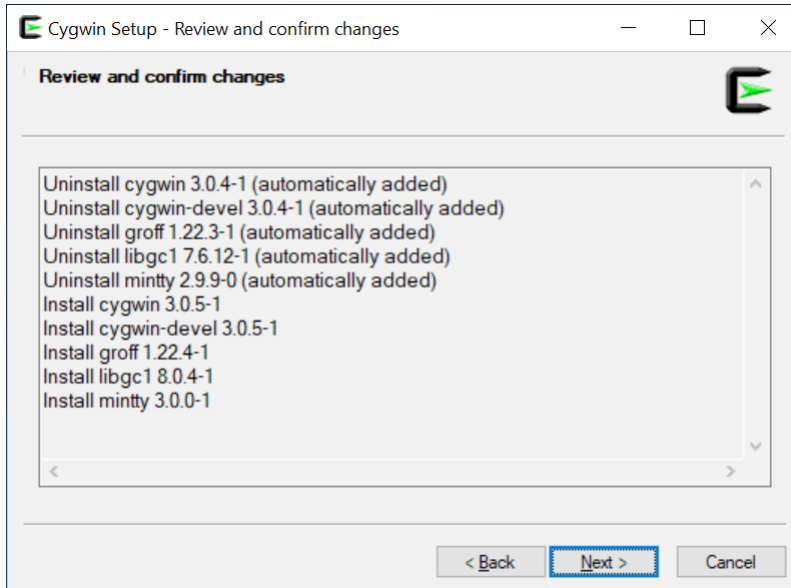 Cygwin Setup - Review and confirm changes
Review and confirm changes
Uninstall cygwin 3.0.4-1 (automatically added)
Uninstall cygwin-devel 3.0.4-1 (automatically added)
Uninstall groff 1.22.3-1 (automatically added)
Uninstall libgc1 7.6.12-1 (automatically added)
Uninstall mintty 2.9.9-0 (automatically added)
Install cygwin 3.0.5-1
Install cygwin-devel 3.0.5-1
Install groff 1.22.4-1
Install libgc1 8.0.4-1
Install mintty 3.0.0-1
< Back Next > Cancel